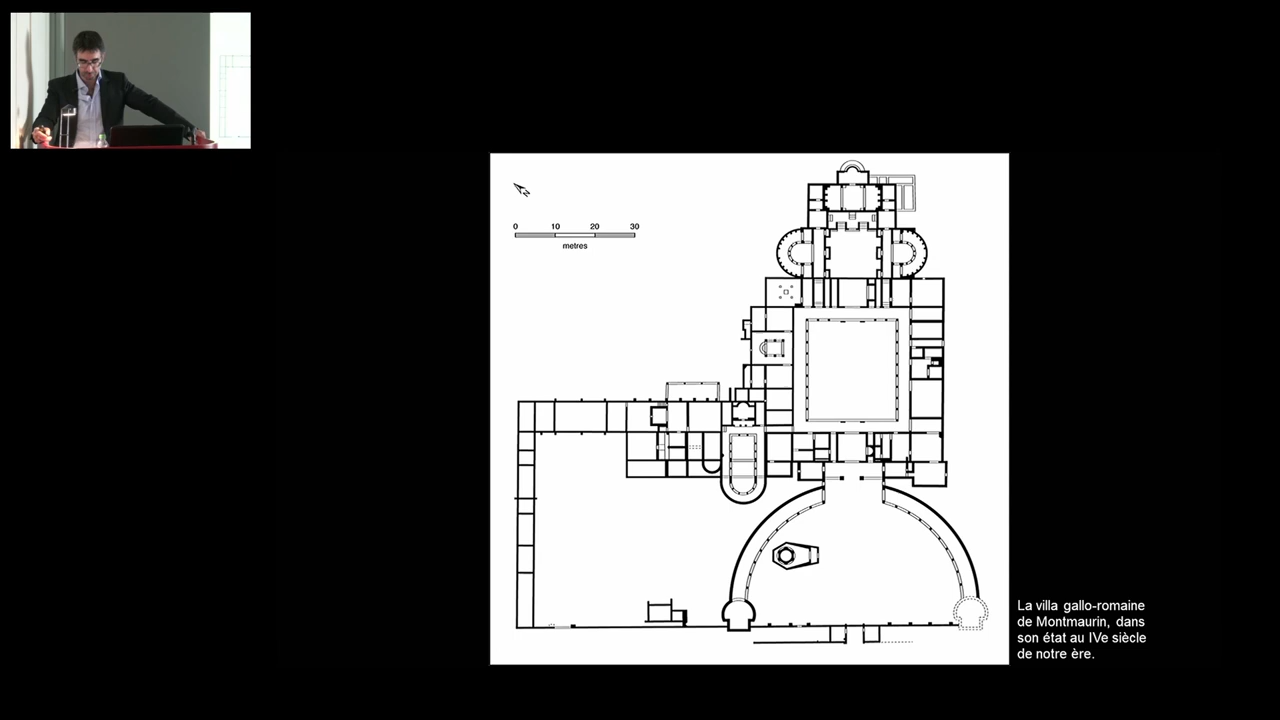 N
0 10 20 30
metres
La villa gallo-romaine
de Montmaurin, dans
son état au IVe siècle
de notre ère.